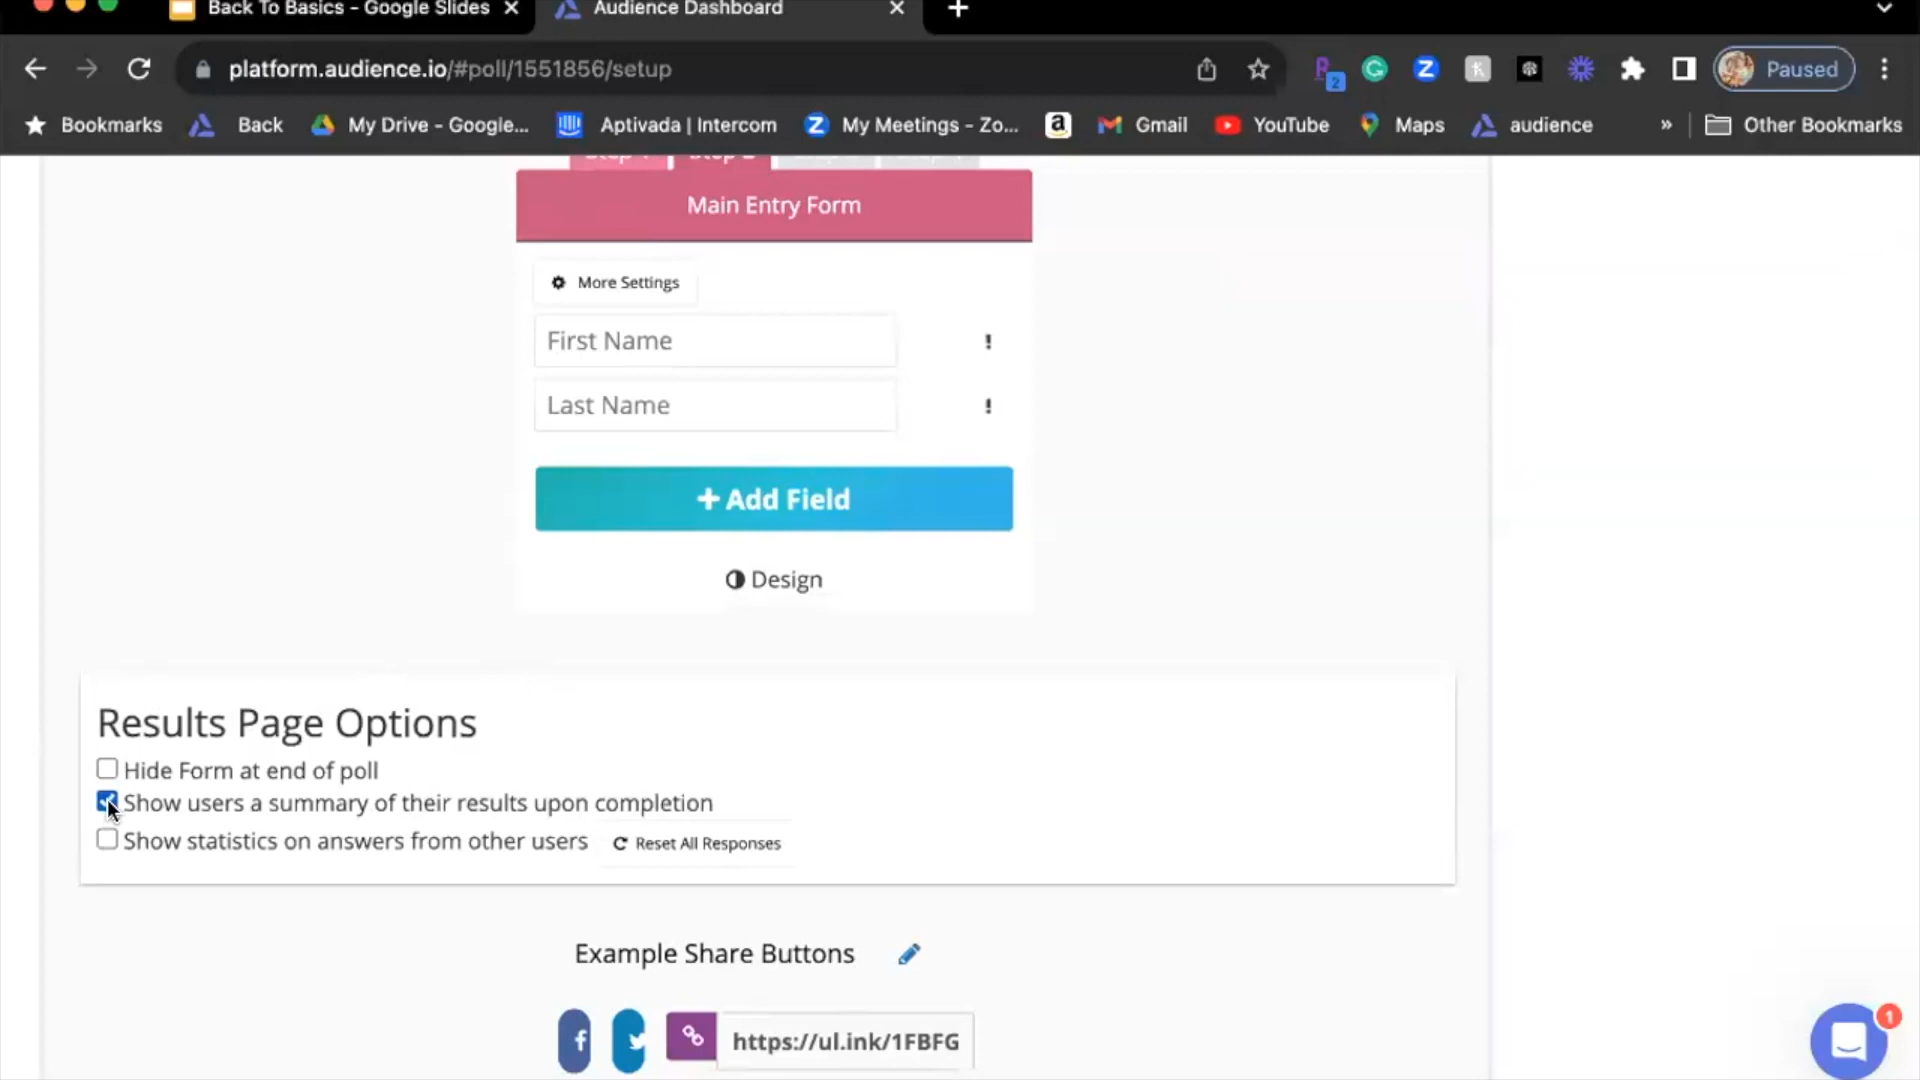 Back To Basics - Google Slides
Audience Dashboard
platform.audience.io/#poll/1551856/setup
2
Paused
Bookmarks
Back
My Drive - Google...
Aptivada | Intercom
My Meetings - Zo...
Gmail
YouTube
Maps
audience
»
Other Bookmarks
Main Entry Form
More Settings
First Name
!
Last Name
!
+ Add Field
Design
Results Page Options
Hide Form at end of poll
Show users a summary of their results upon completion
Show statistics on answers from other users
Reset All Responses
Example Share Buttons
https://ul.ink/1FBFG
1